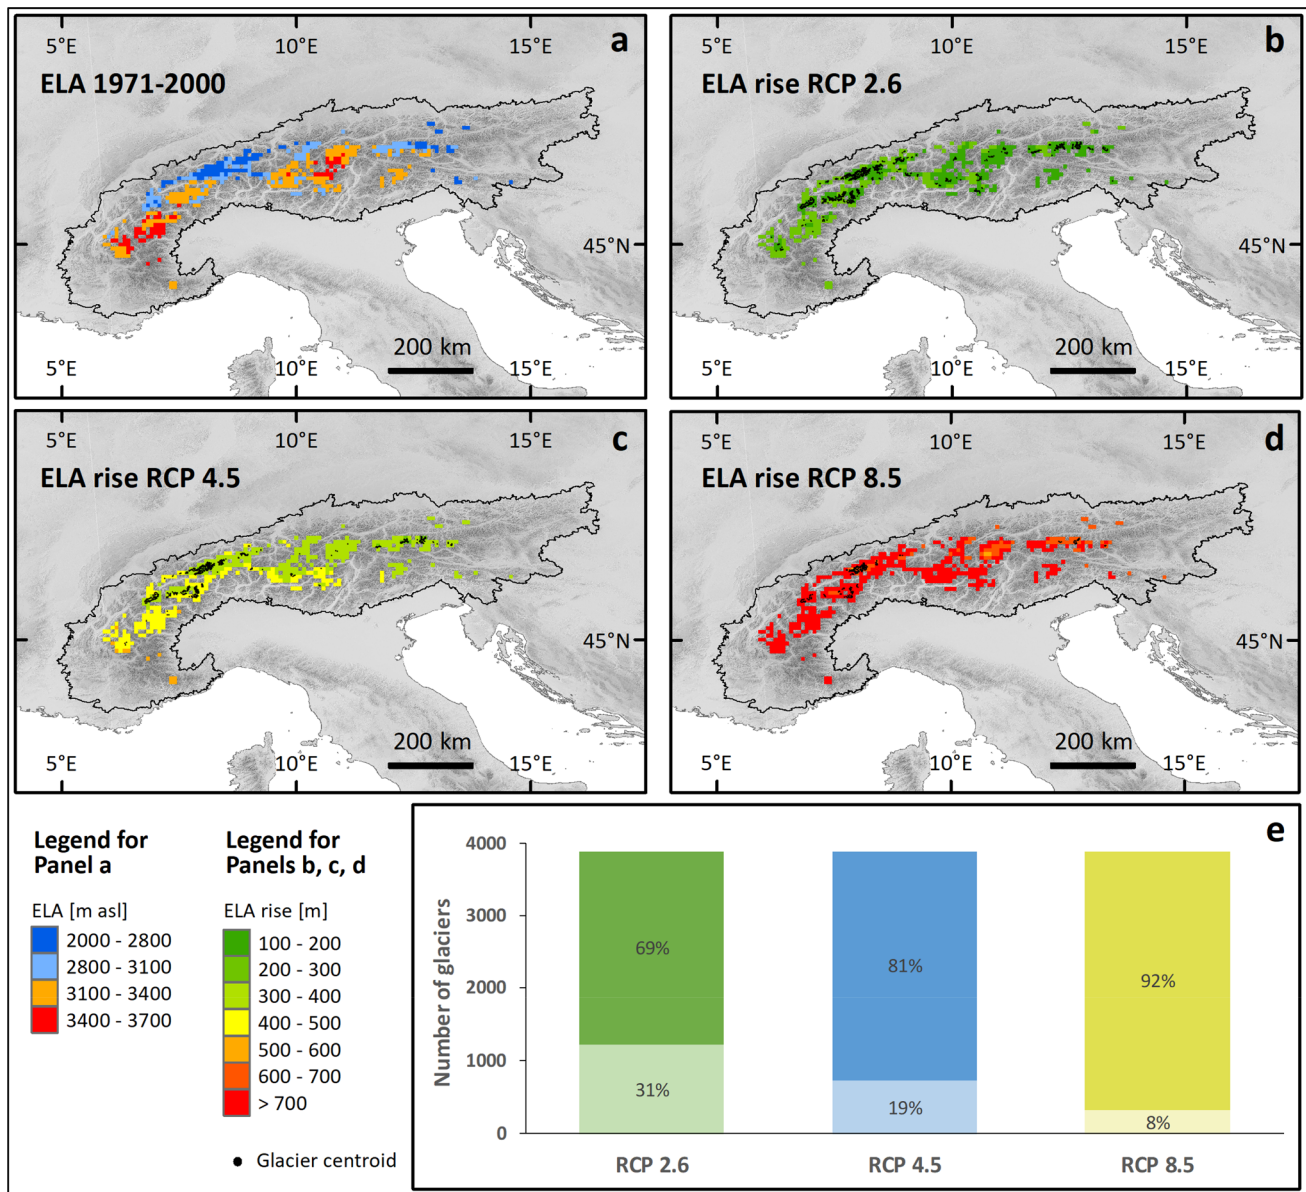 5°E
10°E
15°E
a
ELA 1971-2000
45°N
200 km
5°E
10°E
15°E
5°E
10°E
15°E
b
ELA rise RCP 2.6
45°N
200 km
5°E
10°E
15°E
5°E
10°E
15°E
c
ELA rise RCP 4.5
45°N
200 km
5°E
10°E
15°E
5°E
10°E
15°E
d
ELA rise RCP 8.5
45°N
200 km
5°E
10°E
15°E
Legend for
Panel a
ELA [m asl]
2000 - 2800
2800 - 3100
3100 - 3400
3400 - 3700
Legend for
Panels b, c, d
ELA rise [m]
100 - 200
200 - 300
300 - 400
400 - 500
500 - 600
600 - 700
> 700
Glacier centroid
e
Number of glaciers
4000
3000
2000
1000
0
69%
31%
81%
19%
92%
8%
RCP 2.6
RCP 4.5
RCP 8.5